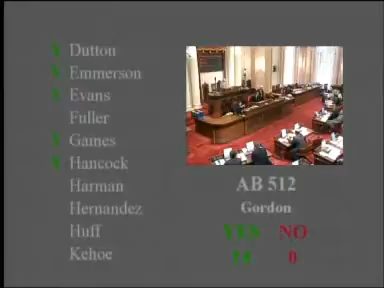 Y Dutton
Y Emmerson
Y Evans
Fuller
Y Gaines
Y Hancock
Harman
Hernandez
Huff
Kehoe
AB 512
Gordon
YES NO
14 0